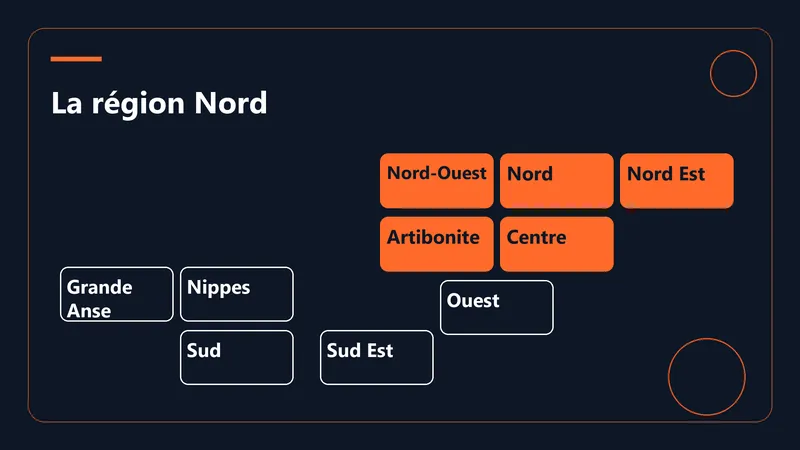 La région Nord
Nord-Ouest
Nord
Nord Est
Artibonite
Centre
Grande
Anse
Nippes
Ouest
Sud
Sud Est